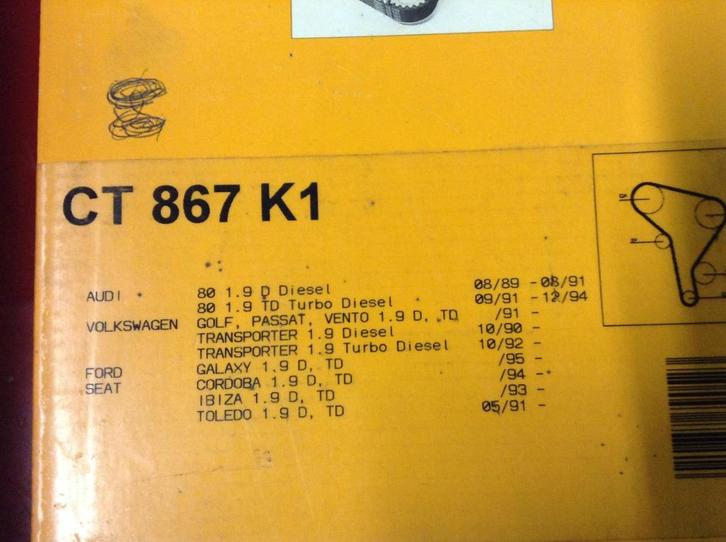 CT 867 K1
AUDI 80 1.9 D Diesel 08/89 -08/91
80 1.9 TD Turbo Diesel 09/91 -12/94
VOLKSWAGEN GOLF, PASSAT, VENTO 1.9 D, TD /91 -
TRANSPORTER 1.9 Diesel 10/90 -
TRANSPORTER 1.9 Turbo Diesel 10/92 -
FORD GALAXY 1.9 D, TD /95 -
SEAT CORDOBA 1.9 D, TD /94 -
IBIZA 1.9 D, TD /93 -
TOLEDO 1.9 D, TD 05/91 -